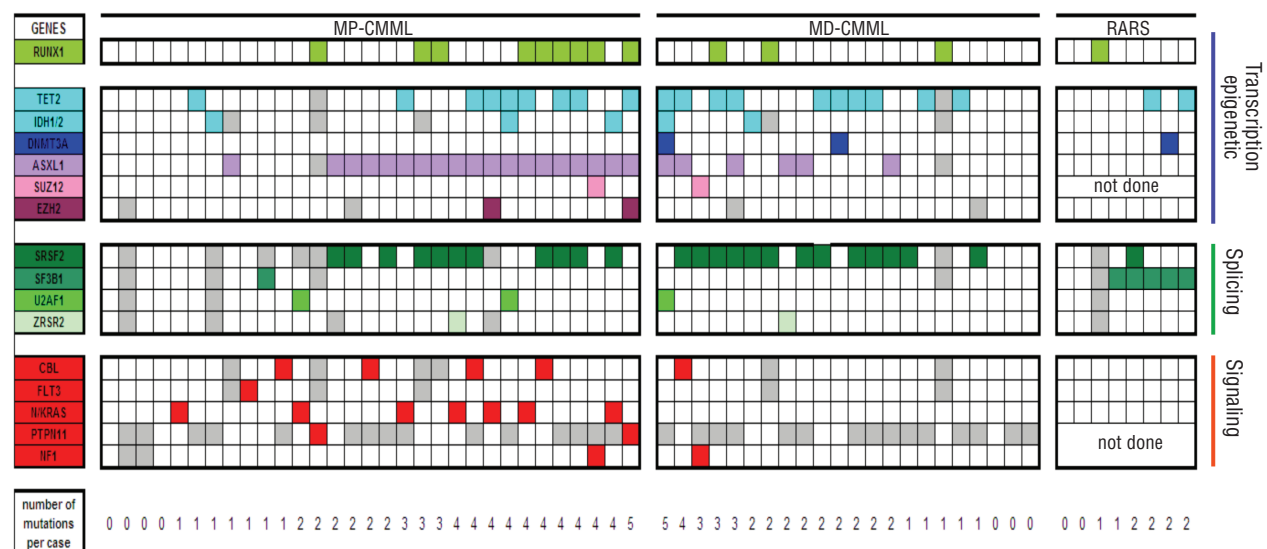 GENES
MP-CMML
MD-CMML
RARS
RUNX1
TET2
IDH1/2
DNMT3A
ASXL1
SUZ12
not done
EZH2
Transcription
epigenetic
SRSF2
SF3B1
U2AF1
ZRSR2
Splicing
CBL
FLT3
N/KRAS
PTPN11
not done
NF1
Signaling
number of
mutations
per case
0 0 0 0 1 1 1 1 1 1 1 2 2 2 2 2 2 3 3 3 4 4 4 4 4 4 4 4 4 4 5
5 4 3 3 3 2 2 2 2 2 2 2 2 2 1 1 1 1 1 0 0 0
0 0 1 1 2 2 2 2